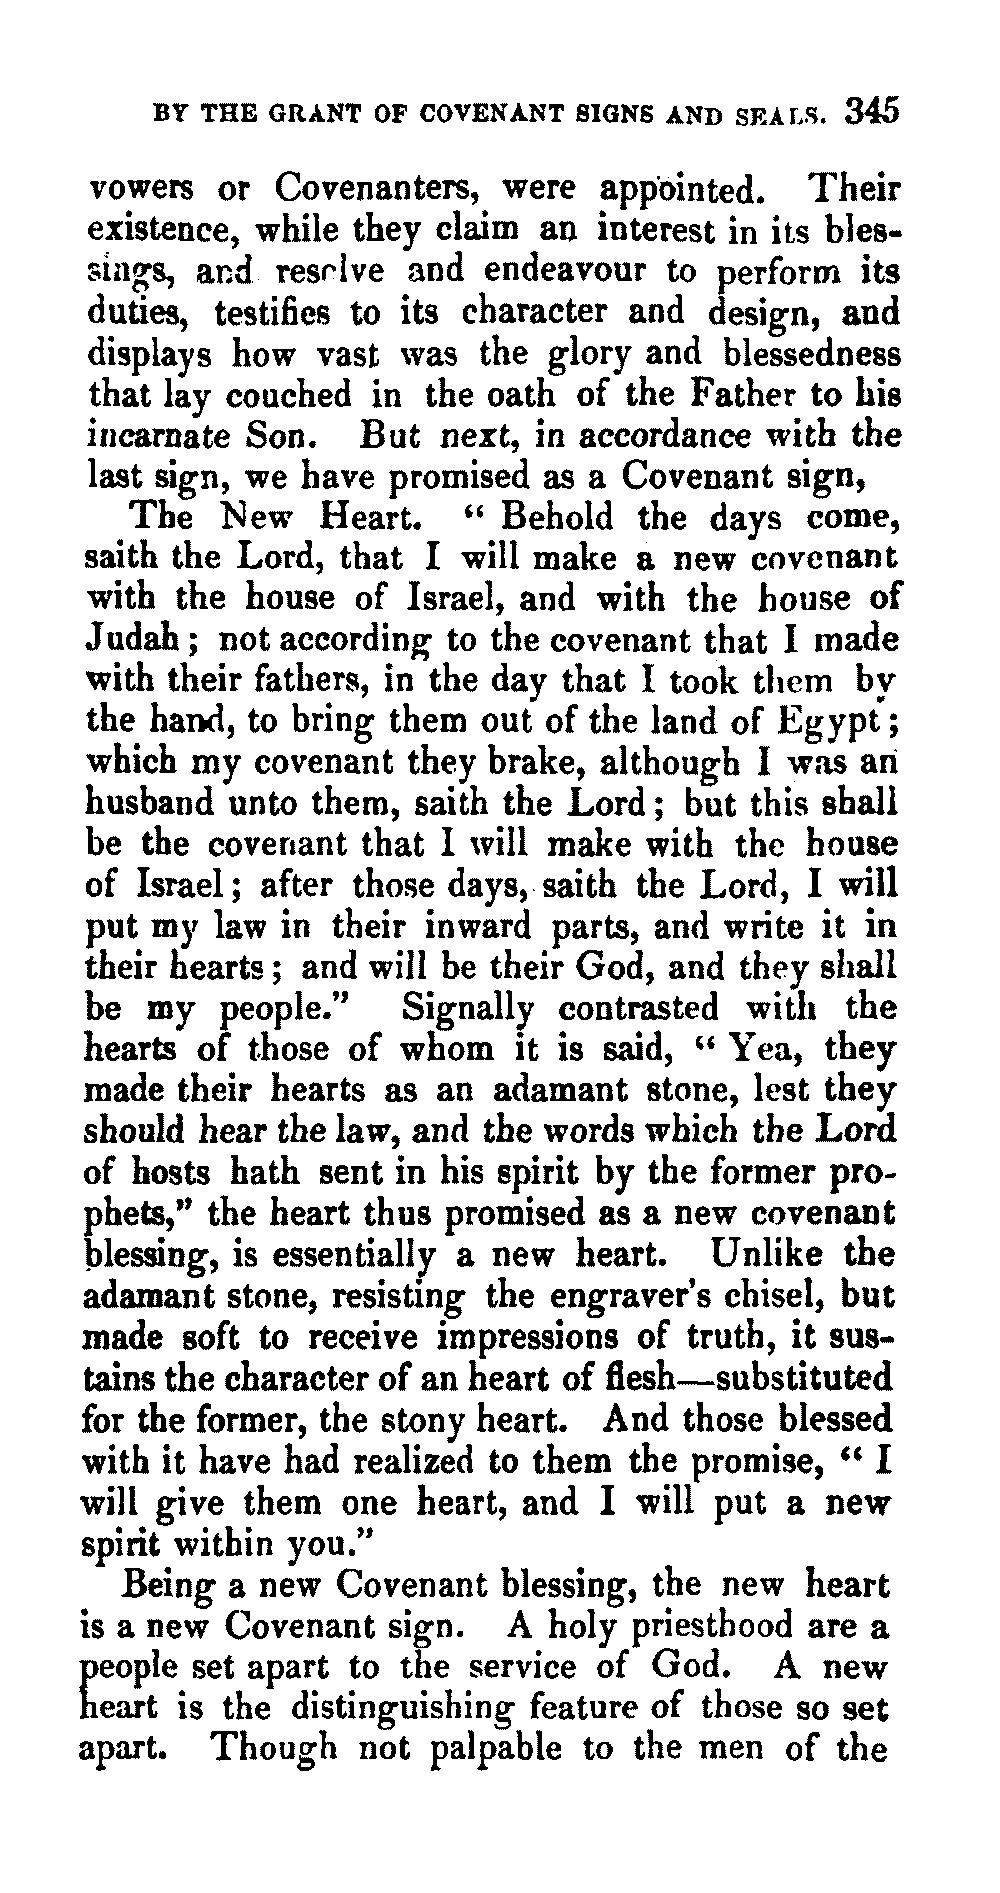 BY THE GRANT OF COVENANT SIGNS AND SEALS. 345
vowers or Covenanters, were appointed. Their
existence, while they claim an interest in its bles-
sings, and resolve and endeavour to perform its
duties, testifies to its character and design, and
displays how vast was the glory and blessedness
that lay couched in the oath of the Father to his
incarnate Son. But next, in accordance with the
last sign, we have promised as a Covenant sign,
The New Heart. “ Behold the days come,
saith the Lord, that I will make a new covenant
with the house of Israel, and with the house of
Judah ; not according to the covenant that I made
with their fathers, in the day that I took them by
the hand, to bring them out of the land of Egypt ;
which my covenant they brake, although I was an
husband unto them, saith the Lord ; but this shall
be the covenant that I will make with the house
of Israel ; after those days, saith the Lord, I will
put my law in their inward parts, and write it in
their hearts ; and will be their God, and they shall
be my people.” Signally contrasted with the
hearts of those of whom it is said, “ Yea, they
made their hearts as an adamant stone, lest they
should hear the law, and the words which the Lord
of hosts hath sent in his spirit by the former pro-
phets,” the heart thus promised as a new covenant
blessing, is essentially a new heart. Unlike the
adamant stone, resisting the engraver’s chisel, but
made soft to receive impressions of truth, it sus-
tains the character of an heart of flesh—substituted
for the former, the stony heart. And those blessed
with it have had realized to them the promise, “ I
will give them one heart, and I will put a new
spirit within you.”
Being a new Covenant blessing, the new heart
is a new Covenant sign. A holy priesthood are a
people set apart to the service of God. A new
heart is the distinguishing feature of those so set
apart. Though not palpable to the men of the